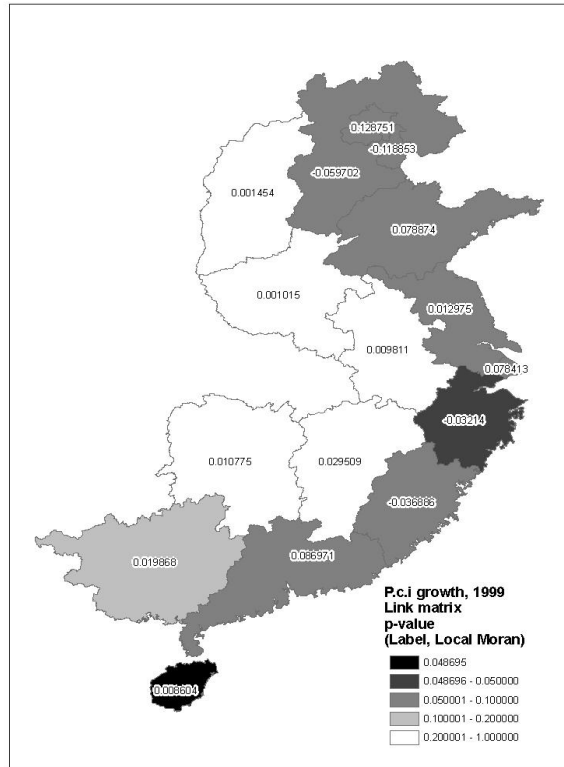 0.128751
-0.118853
-0.059702
0.001454
0.078874
0.001015
0.012975
0.009811
0.078413
-0.03214
0.010775
0.029509
-0.036886
0.019868
0.086971
0.008604
P.c.i growth, 1999
Link matrix
p-value
(Label, Local Moran)
0.048695
0.048696 - 0.050000
0.050001 - 0.100000
0.100001 - 0.200000
0.200001 - 1.000000